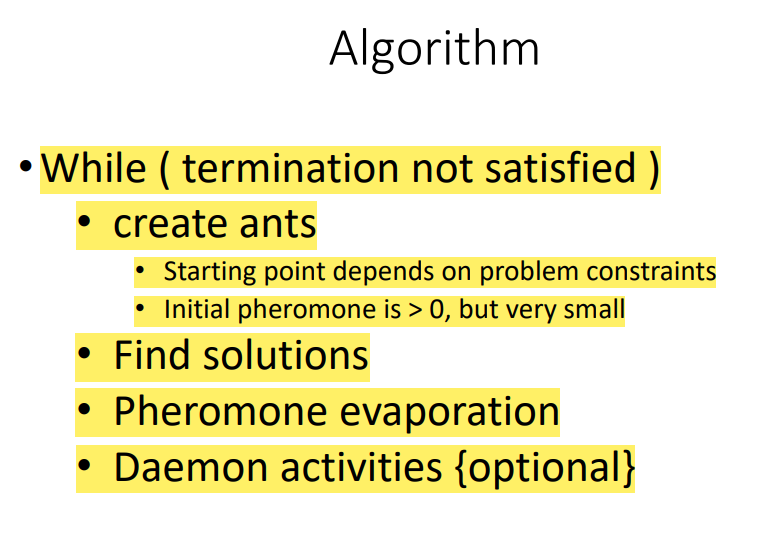 Algorithm
• While ( termination not satisfied )
• create ants
• Starting point depends on problem constraints
• Initial pheromone is > 0, but very small
• Find solutions
• Pheromone evaporation
• Daemon activities {optional}